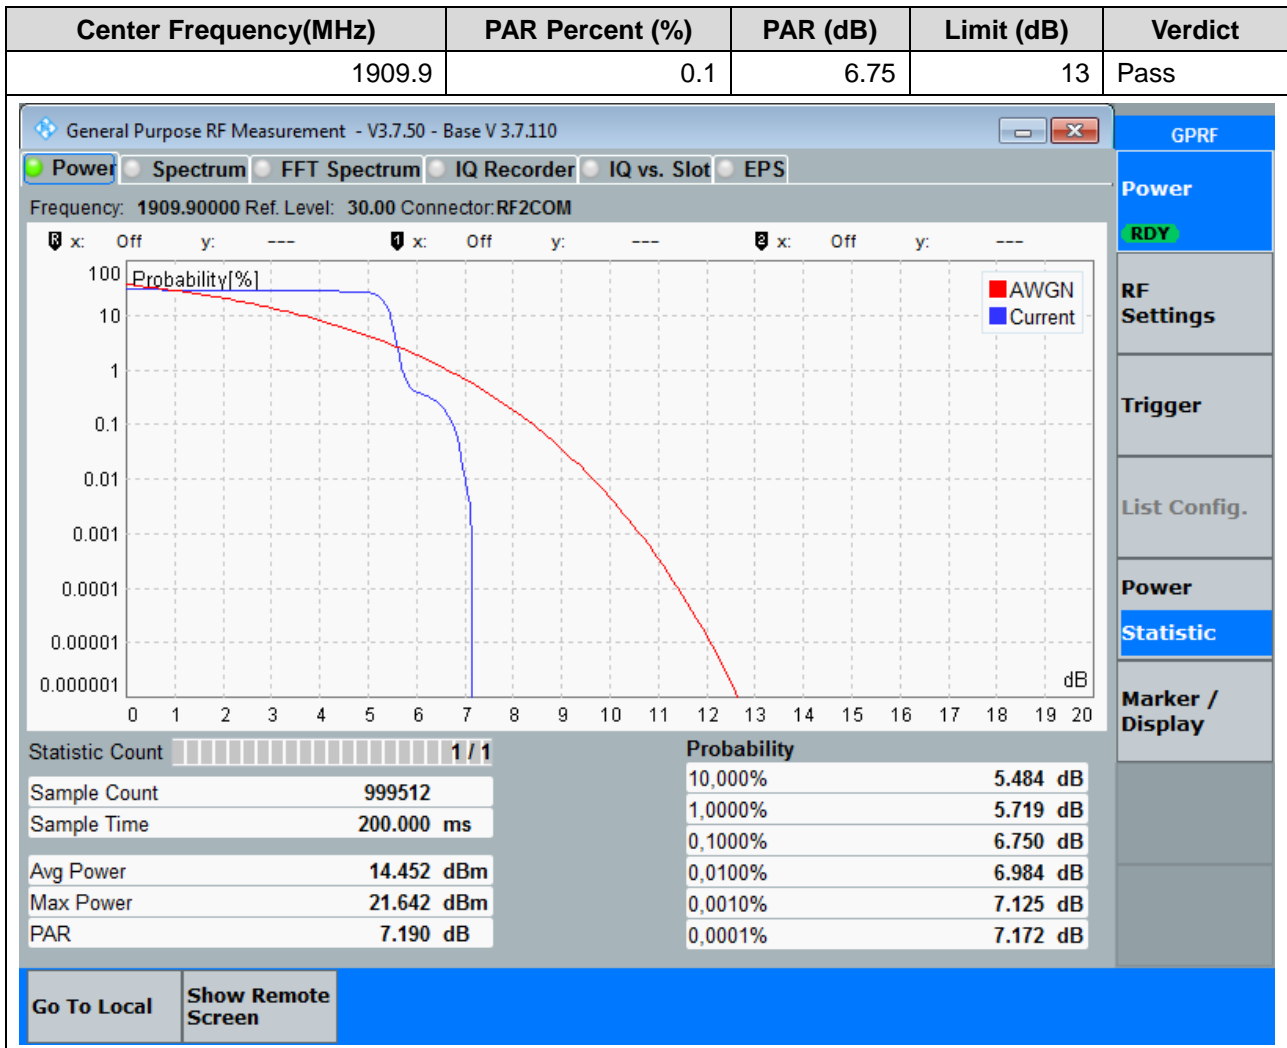 Center Frequency(MHz) PAR Percent (%) PAR (dB) Limit (dB) Verdict
1909.9 0.1 6.75 13 Pass
General Purpose RF Measurement - V3.7.50 - Base V 3.7.110
GPRF
Power Spectrum FFT Spectrum IQ Recorder IQ vs. Slot EPS
Frequency: 1909.90000 Ref. Level: 30.00 Connector: RF2COM
R x: Off y: --- 1 x: Off y: --- 2 x: Off y: ---
Probability[%]
AWGN
Current
100
10
1
0.1
0.01
0.001
0.0001
0.00001
0.000001
dB
0 1 2 3 4 5 6 7 8 9 10 11 12 13 14 15 16 17 18 19 20
Statistic Count 1 / 1
Sample Count 999512
Sample Time 200.000 ms
Avg Power 14.452 dBm
Max Power 21.642 dBm
PAR 7.190 dB
Probability
10,000% 5.484 dB
1,0000% 5.719 dB
0,1000% 6.750 dB
0,0100% 6.984 dB
0,0010% 7.125 dB
0,0001% 7.172 dB
Power
RDY
RF
Settings
Trigger
List Config.
Power
Statistic
Marker /
Display
Go To Local
Show Remote
Screen